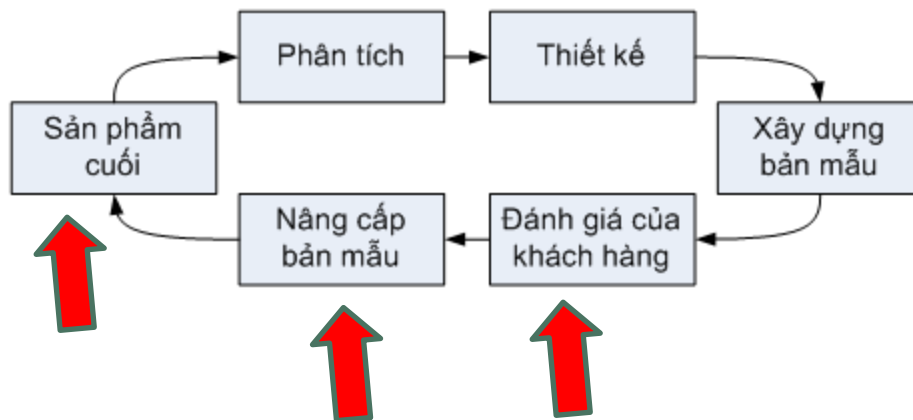 Phân tích
Thiết kế
Sản phẩm
cuối
Xây dựng
bản mẫu
Nâng cấp
bản mẫu
Đánh giá của
khách hàng